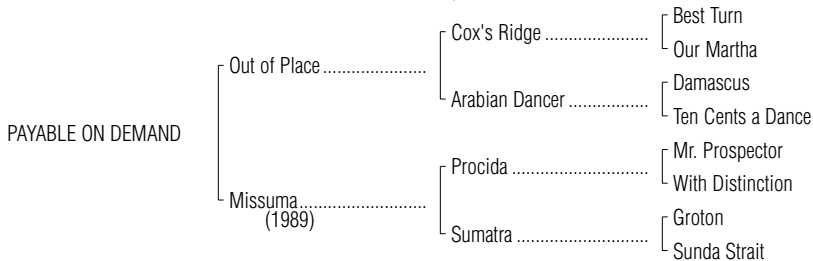 Best Turn
Cox's Ridge ......................
Our Martha
Out of Place ......................
Damascus
Arabian Dancer .................
Ten Cents a Dance
PAYABLE ON DEMAND
Mr. Prospector
Procida .............................
With Distinction
Missuma...........................
(1989)
Groton
Sumatra ............................
Sunda Strait